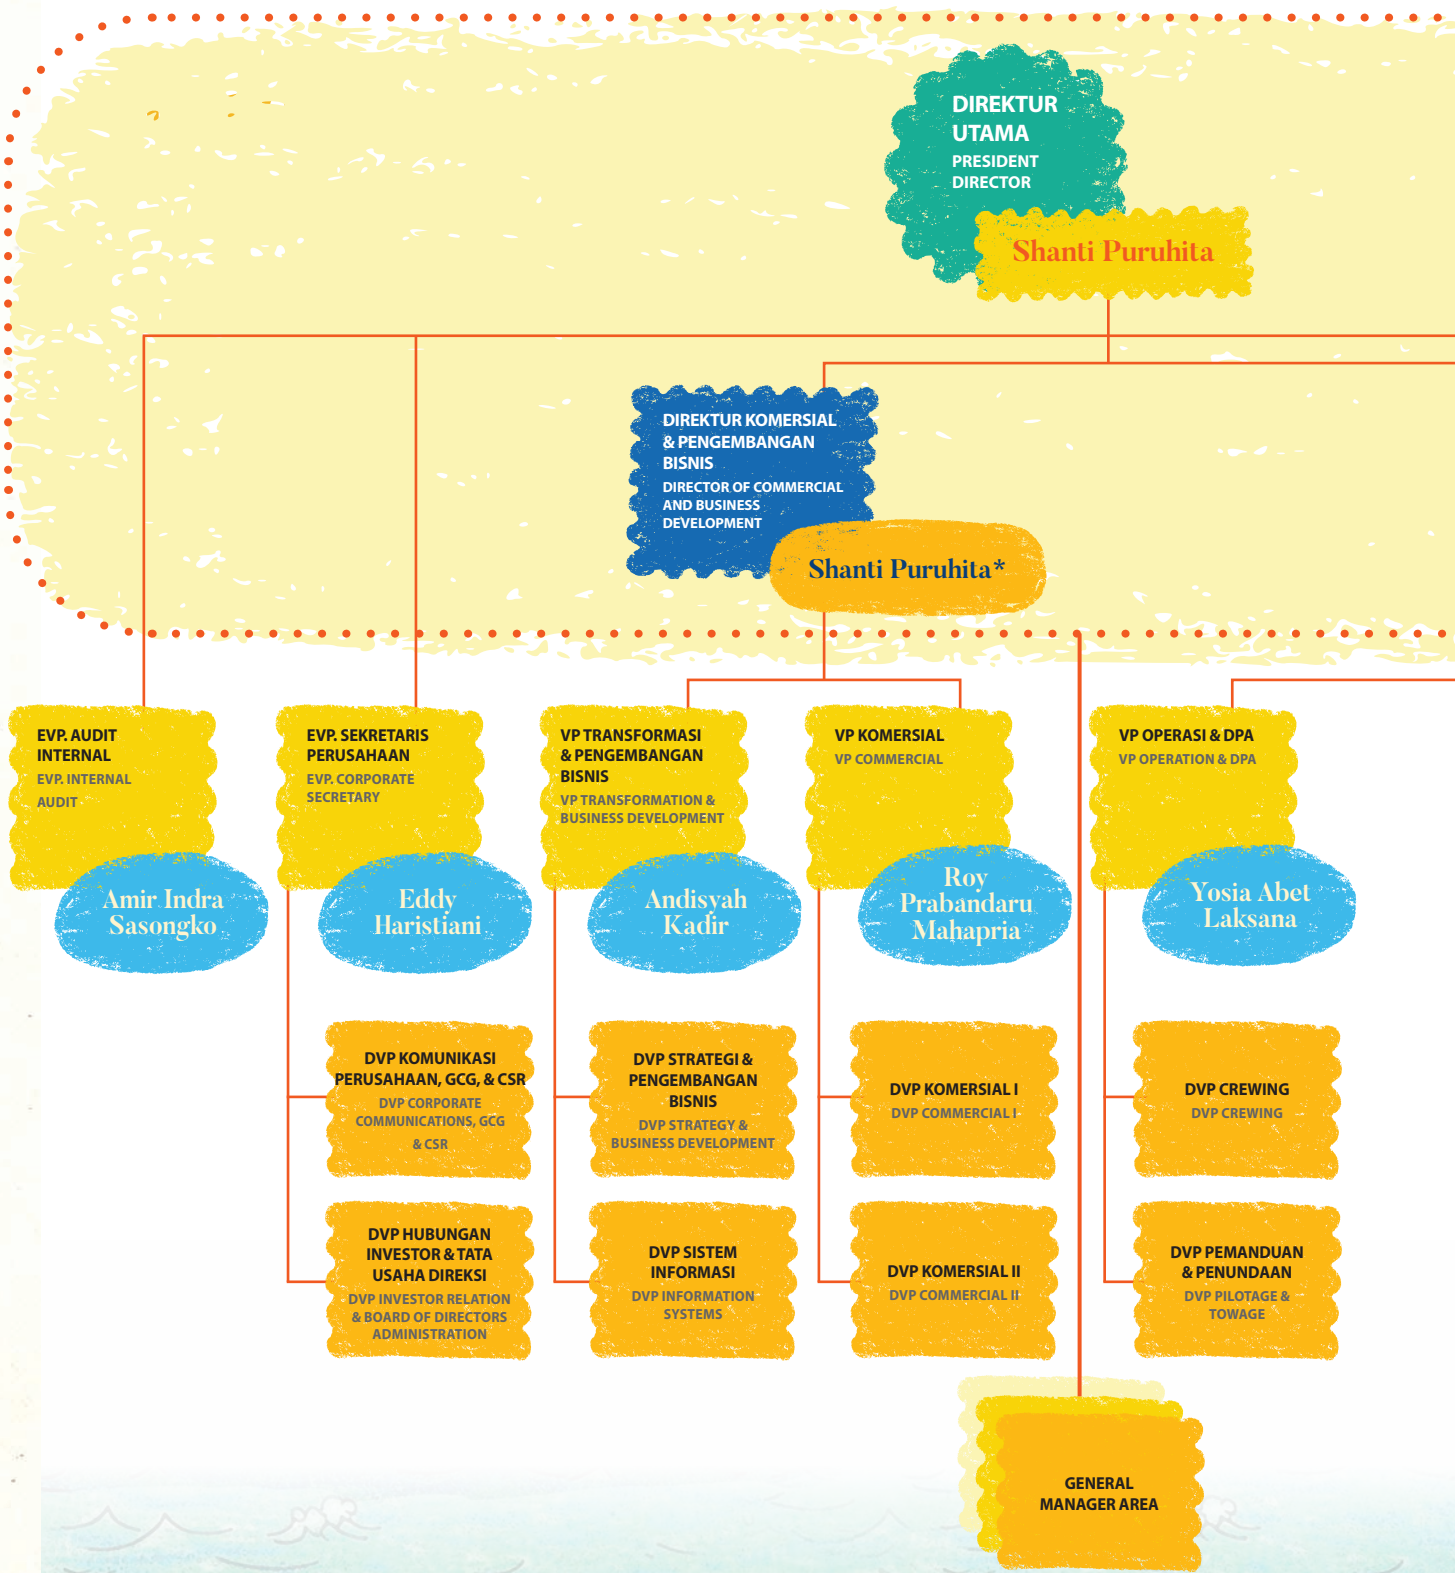 DIREKTUR
UTAMA
PRESIDENT
DIRECTOR
Shanti Puruhita
DIREKTUR KOMERSIAL
& PENGEMBANGAN
BISNIS
DIRECTOR OF COMMERCIAL
AND BUSINESS
DEVELOPMENT
Shanti Puruhita*
EVP. AUDIT
INTERNAL
EVP. INTERNAL
AUDIT
Amir Indra
Sasongko
EVP. SEKRETARIS
PERUSAHAAN
EVP. CORPORATE
SECRETARY
Eddy
Haristiani
VP TRANSFORMASI
& PENGEMBANGAN
BISNIS
VP TRANSFORMATION &
BUSINESS DEVELOPMENT
Andisyah
Kadir
VP KOMERSIAL
VP COMMERCIAL
Roy
Prabandaru
Mahapria
VP OPERASI & DPA
VP OPERATION & DPA
Yosia Abet
Laksana
DVP KOMUNIKASI
PERUSAHAAN, GCG, & CSR
DVP CORPORATE
COMMUNICATIONS, GCG
& CSR
DVP STRATEGI &
PENGEMBANGAN
BISNIS
DVP STRATEGY &
BUSINESS DEVELOPMENT
DVP KOMERSIAL I
DVP COMMERCIAL I
DVP CREWING
DVP CREWING
DVP HUBUNGAN
INVESTOR & TATA
USAHA DIREKSI
DVP INVESTOR RELATION
& BOARD OF DIRECTORS
ADMINISTRATION
DVP SISTEM
INFORMASI
DVP INFORMATION
SYSTEMS
DVP KOMERSIAL II
DVP COMMERCIAL II
DVP PEMANDUAN
& PENUNDAAN
DVP PILOTAGE &
TOWAGE
GENERAL
MANAGER AREA